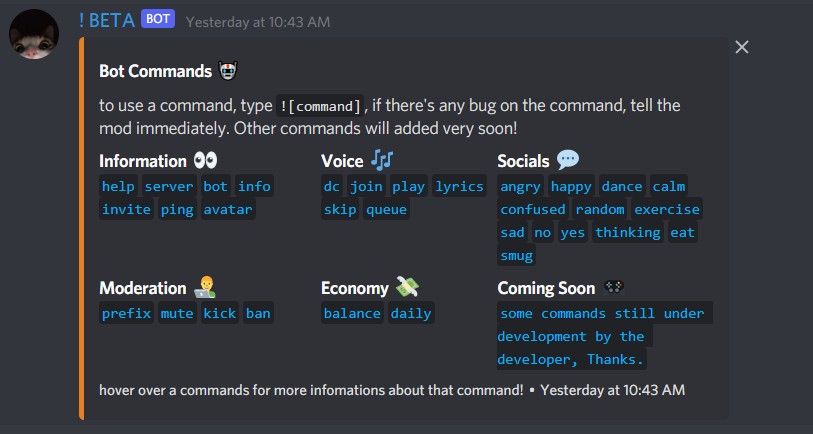 ! BETA BOT Yesterday at 10:43 AM
Bot Commands
to use a command, type ![command], if there's any bug on the command, tell the
mod immediately. Other commands will added very soon!
Information
help server bot info
invite ping avatar
Voice
dc join play lyrics
skip queue
Socials
angry happy dance calm
confused random exercise
sad no yes thinking eat
smug
Moderation
prefix mute kick ban
Economy
balance daily
Coming Soon
some commands still under
development by the
developer, Thanks.
hover over a commands for more infomations about that command! • Yesterday at 10:43 AM